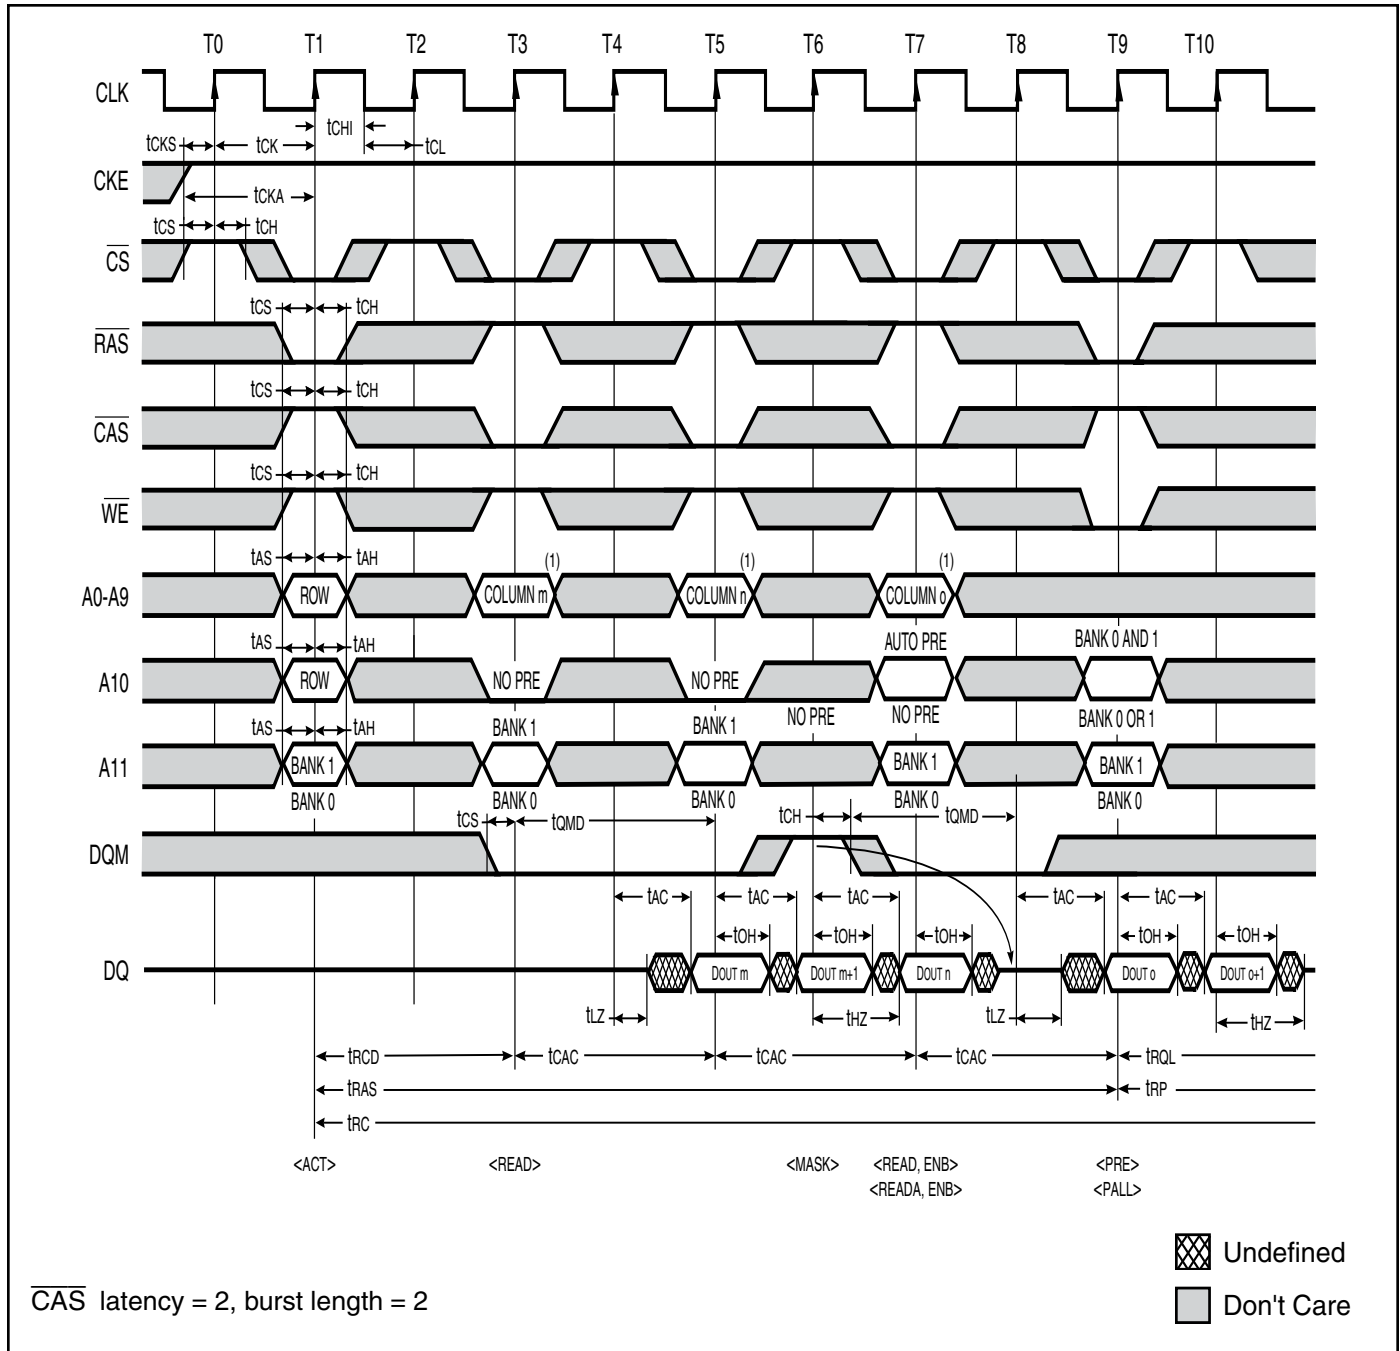 T0 T1 T2 T3 T4 T5 T6 T7 T8 T9 T10
CLK
tCHI
tCKS tCK tCL
CKE
tCKA
tCS tCH
CS
tCS tCH
RAS
tCS tCH
CAS
tCS tCH
WE
tAS tAH (1) (1) (1)
A0-A9 ROW COLUMN m COLUMN n COLUMN o
tAS tAH AUTO PRE BANK 0 AND 1
A10 ROW NO PRE NO PRE
NO PRE NO PRE BANK 0 OR 1
tAS tAH BANK 1 BANK 1
A11 BANK 1 BANK 1 BANK 1
BANK 0 BANK 0 BANK 0 BANK 0 BANK 0
tCS tQMD tCH tQMD
DQM
tAC tAC tAC tAC tAC
tOH tOH tOH tOH tOH
DQ DOUT m DOUT m+1 DOUT n DOUT o DOUT o+1
tLZ tHZ tLZ tHZ
tRCD tCAC tCAC tCAC tRQL
tRAS tRP
tRC
<ACT> <READ> <MASK> <READ, ENB> <PRE>
<READA, ENB> <PALL>
Undefined
CAS latency = 2, burst length = 2
Don't Care